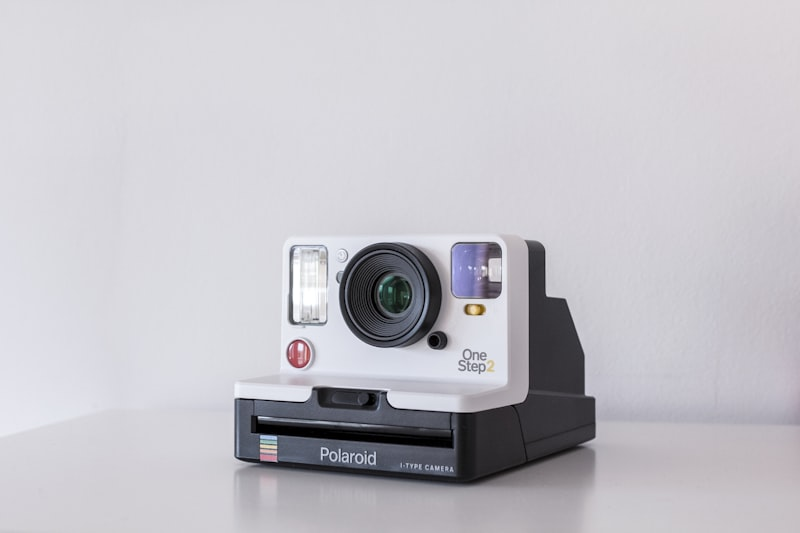 One
Step2
Polaroid
I-TYPE CAMERA